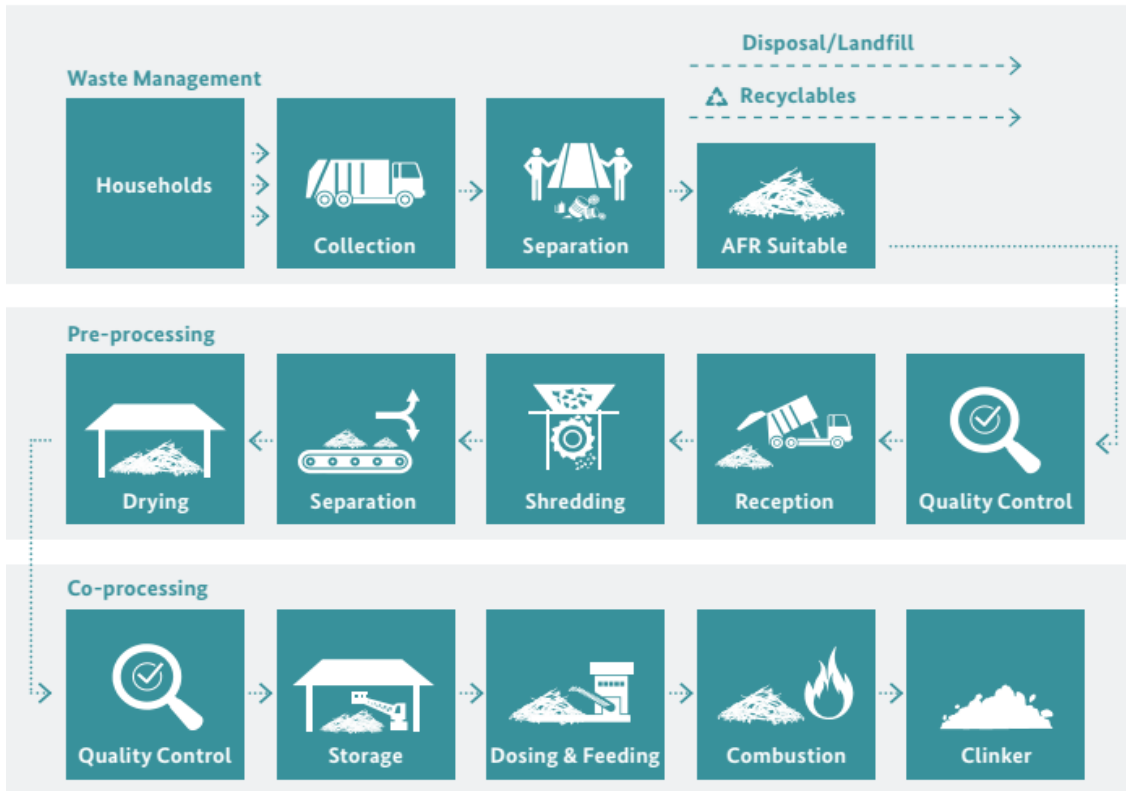 Disposal/Landfill
Waste Management
Recyclables
Households
Collection
Separation
AFR Suitable
Pre-processing
Drying
Separation
Shredding
Reception
Quality Control
Co-processing
Quality Control
Storage
Dosing & Feeding
Combustion
Clinker